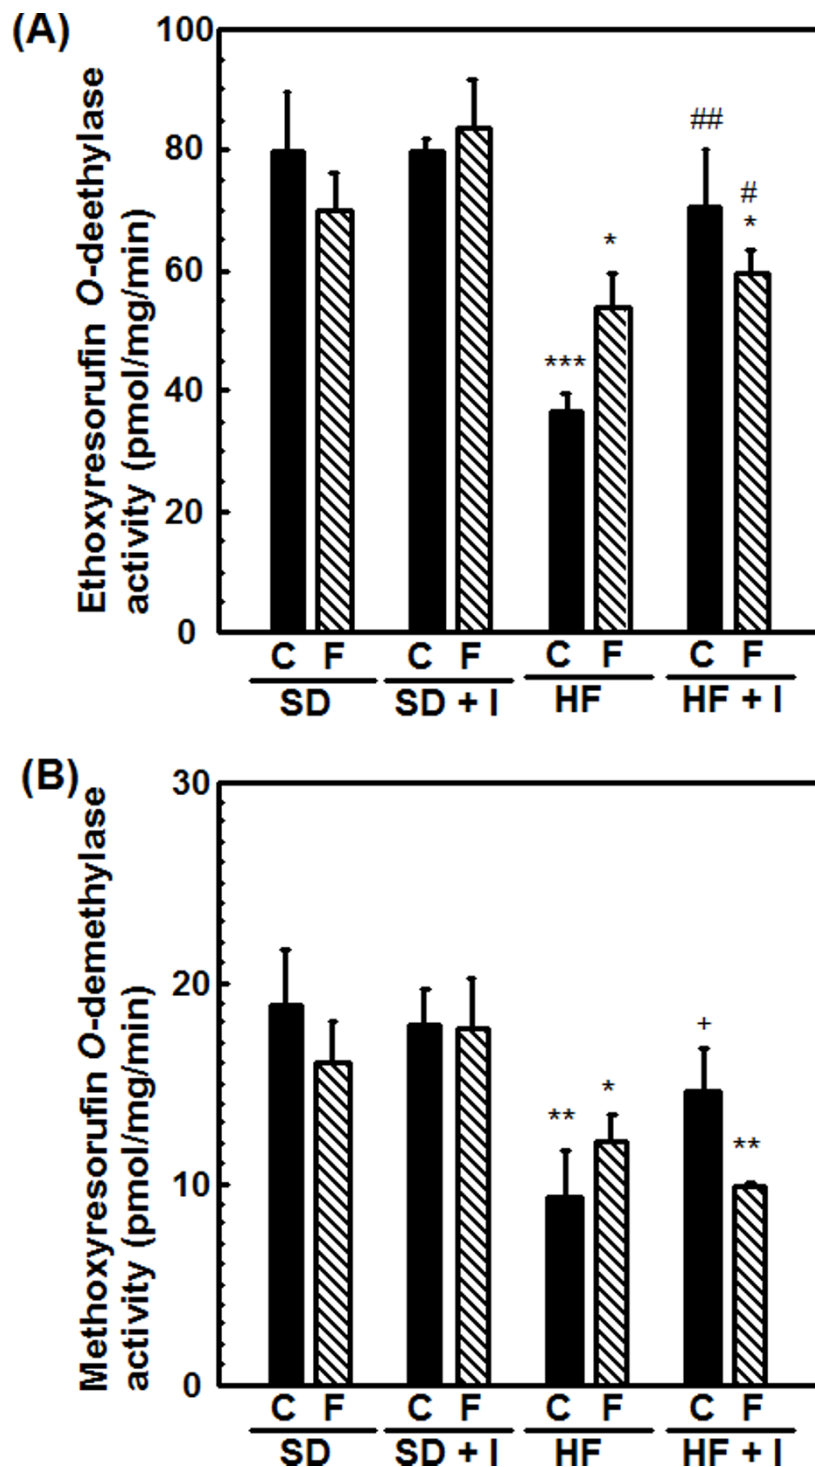 (A)
Ethoxyresorufin O-deethylase
activity (pmol/mg/min)
100
80
60
40
20
0
##
#
*
*
***
C F C F C F C F
SD SD + I HF HF + I
(B)
Methoxyresorufin O-demethylase
activity (pmol/mg/min)
30
20
10
0
+
*
**
**
C F C F C F C F
SD SD + I HF HF + I